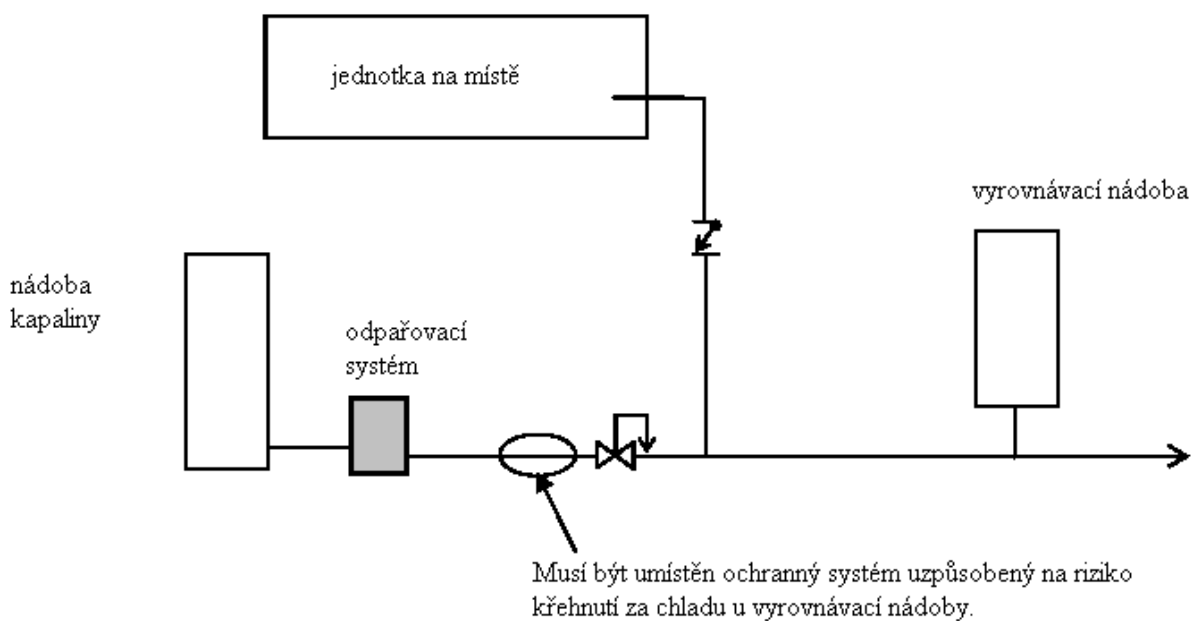 jednotka na místě
vyrovnávací nádoba
nádoba
kapaliny
odpařovací
systém
Musí být umístěn ochranný systém uzpůsobený na riziko
křehnutí za chladu u vyrovnávací nádoby.